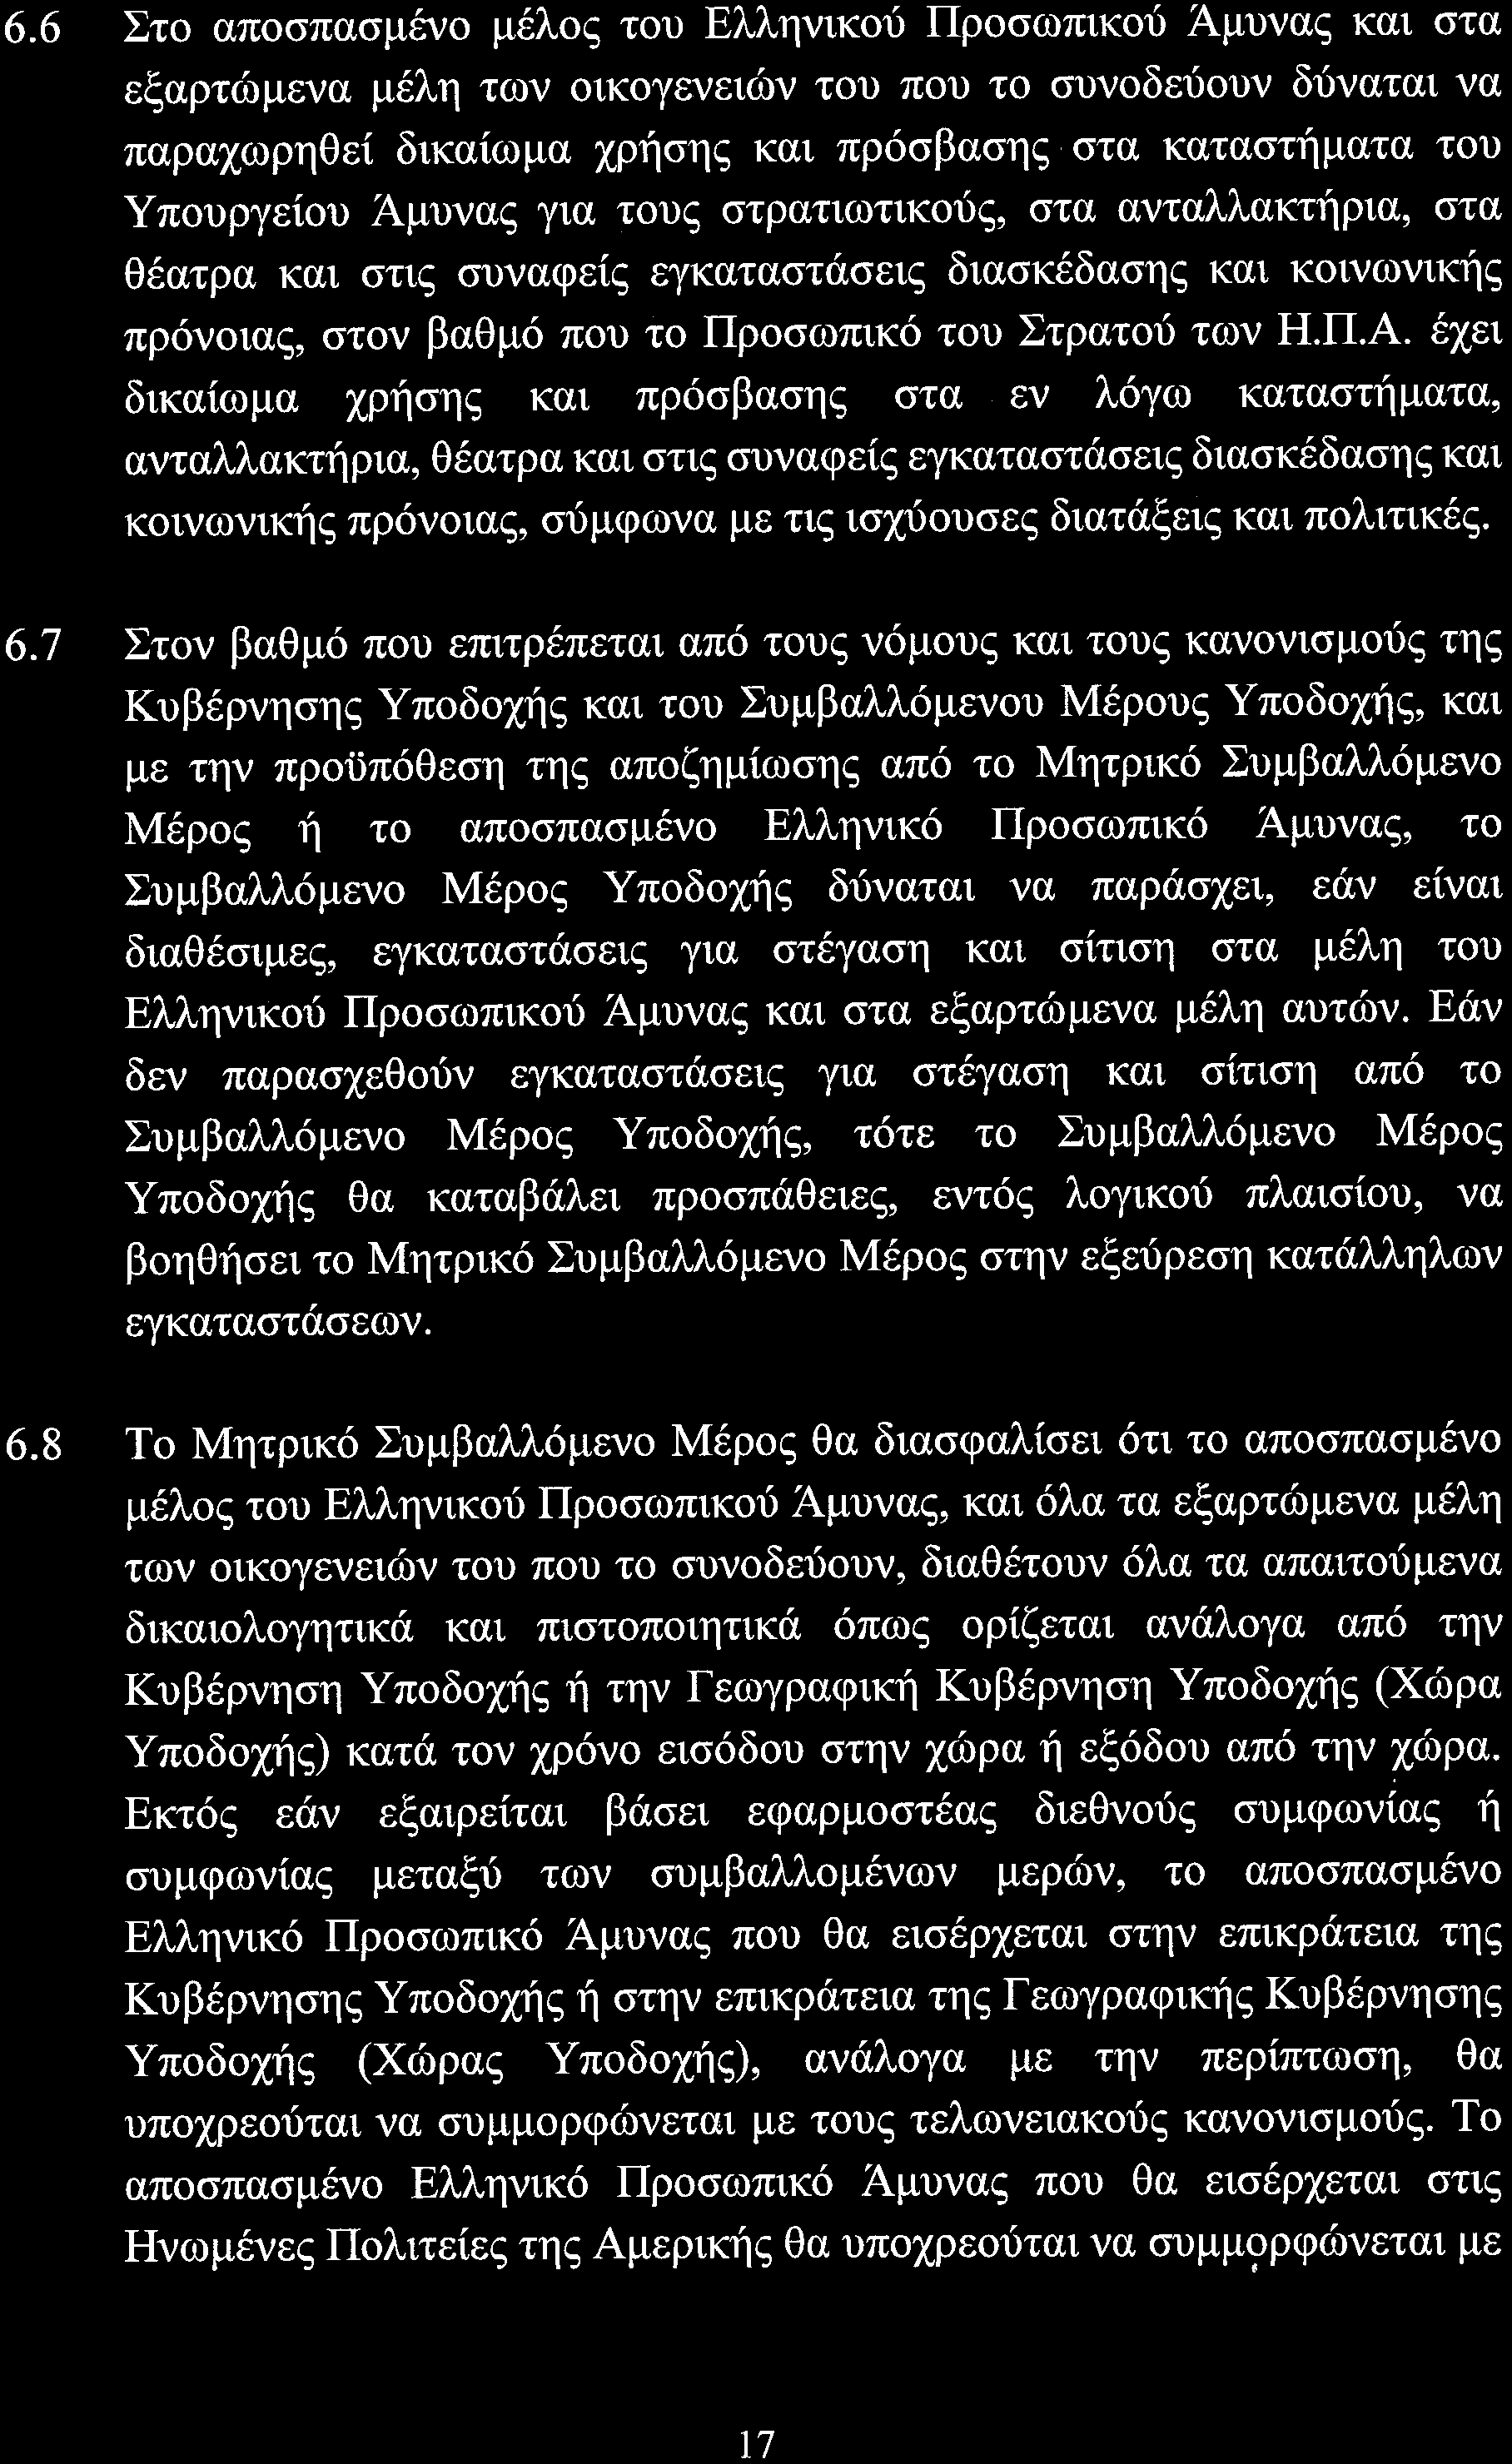 6.6 Στο αποσπασμένο μέλος του Ελληνικού Προσωπικού Άμυνας και στα
εξαρτώμενα μέλη των οικογενειών του που το συνοδεύουν δύναται να
παραχωρηθεί δικαίωμα χρήσης και πρόσβασης στα καταστήματα του
Υπουργείου Άμυνας για τους στρατιωτικούς, στα ανταλλακτήρια, στα
θέατρα και στις συναφείς εγκαταστάσεις διασκέδασης και κοινωνικής
πρόνοιας, στον βαθμό που το Προσωπικό του Στρατού των Η.Π.Α. έχει
δικαίωμα χρήσης και πρόσβασης στα εν λόγω καταστήματα,
ανταλλακτήρια, θέατρα και στις συναφείς εγκαταστάσεις διασκέδασης και
κοινωνικής πρόνοιας, σύμφωνα με τις ισχύουσες διατάξεις και πολιτικές.
6.7 Στον βαθμό που επιτρέπεται από τους νόμους και τους κανονισμούς της
Κυβέρνησης Υποδοχής και του Συμβαλλόμενου Μέρους Υποδοχής, και
με την προϋπόθεση της αποζημίωσης από το Μητρικό Συμβαλλόμενο
Μέρος ή το αποσπασμένο Ελληνικό Προσωπικό Άμυνας, το
Συμβαλλόμενο Μέρος Υποδοχής δύναται να παράσχει, εάν είναι
διαθέσιμες, εγκαταστάσεις για στέγαση και σίτιση στα μέλη του
Ελληνικού Προσωπικού Άμυνας και στα εξαρτώμενα μέλη αυτών. Εάν
δεν παρασχεθούν εγκαταστάσεις για στέγαση και σίτιση από το
Συμβαλλόμενο Μέρος Υποδοχής, τότε το Συμβαλλόμενο Μέρος
Υποδοχής θα καταβάλει προσπάθειες, εντός λογικού πλαισίου, να
βοηθήσει το Μητρικό Συμβαλλόμενο Μέρος στην εξεύρεση κατάλληλων
εγκαταστάσεων.
6.8 Το Μητρικό Συμβαλλόμενο Μέρος θα διασφαλίσει ότι το αποσπασμένο
μέλος του Ελληνικού Προσωπικού Άμυνας, και όλα τα εξαρτώμενα μέλη
των οικογενειών του που το συνοδεύουν, διαθέτουν όλα τα απαιτούμενα
δικαιολογητικά και πιστοποιητικά όπως ορίζεται ανάλογα από την
Κυβέρνηση Υποδοχής ή την Γεωγραφική Κυβέρνηση Υποδοχής (Χώρα
Υποδοχής) κατά τον χρόνο εισόδου στην χώρα ή εξόδου από την χώρα.
Εκτός εάν εξαιρείται βάσει εφαρμοστέας διεθνούς συμφωνίας ή
συμφωνίας μεταξύ των συμβαλλομένων μερών, το αποσπασμένο
Ελληνικό Προσωπικό Άμυνας που θα εισέρχεται στην επικράτεια της
Κυβέρνησης Υποδοχής ή στην επικράτεια της Γεωγραφικής Κυβέρνησης
Υποδοχής (Χώρας Υποδοχής), ανάλογα με την περίπτωση, θα
υποχρεούται να συμμορφώνεται με τους τελωνειακούς κανονισμούς. Το
αποσπασμένο Ελληνικό Προσωπικό Άμυνας που θα εισέρχεται στις
Ηνωμένες Πολιτείες της Αμερικής θα υποχρεούται να συμμορφώνεται με
17